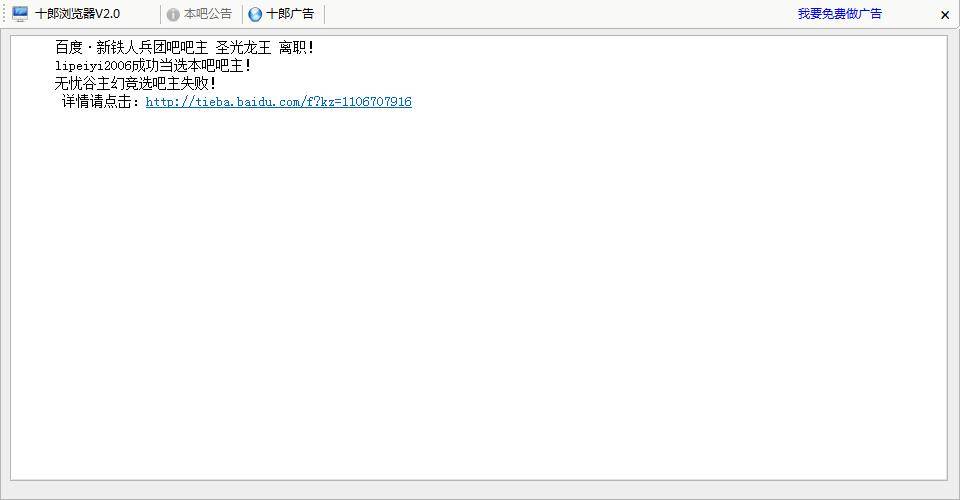 十郎浏览器V2.0 本吧公告 十郎广告 我要免费做广告
百度·新铁人兵团吧吧主 圣光龙王 离职!
lipeiyi2006成功当选本吧吧主!
无忧谷主幻竞选吧主失败!
详情请点击: http://tieba.baidu.com/f?kz=1106707916